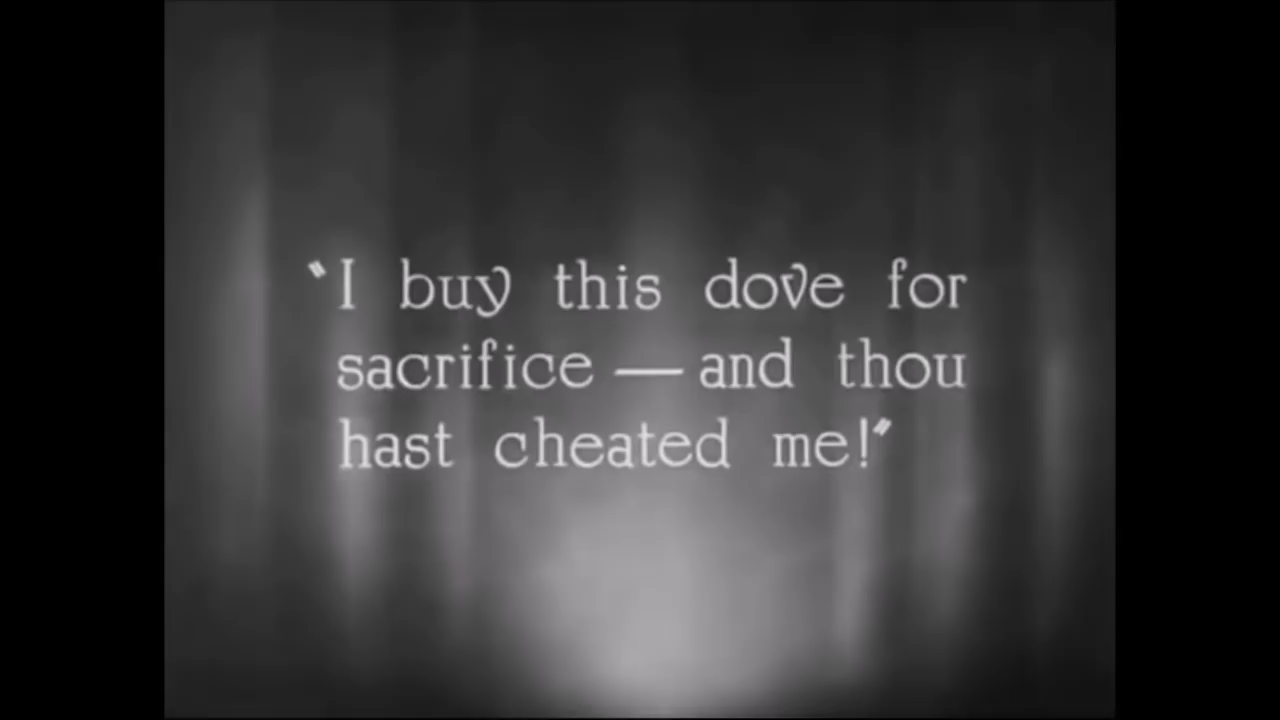 "I buy this dove for
sacrifice — and thou
hast cheated me!"